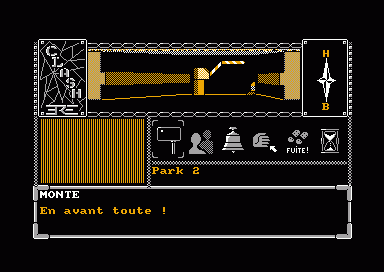 CLASH
ERE
H
B
FUITE!
Park 2
MONTE
En avant toute !